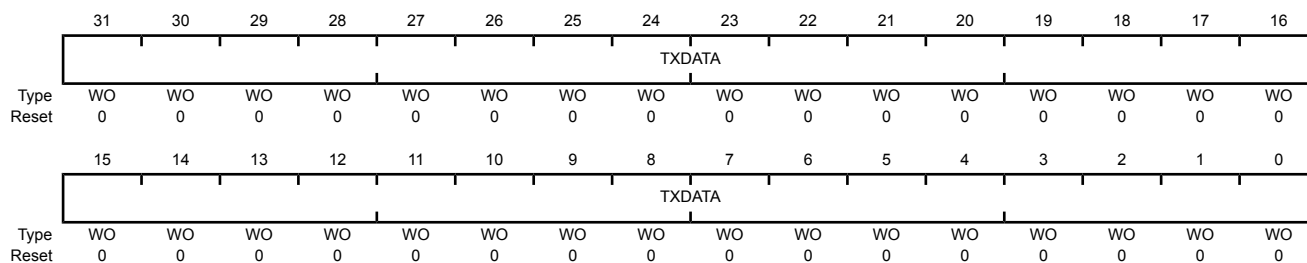 31 30 29 28 27 26 25 24 23 22 21 20 19 18 17 16
TXDATA
Type WO WO WO WO WO WO WO WO WO WO WO WO WO WO WO WO
Reset 0 0 0 0 0 0 0 0 0 0 0 0 0 0 0 0
15 14 13 12 11 10 9 8 7 6 5 4 3 2 1 0
TXDATA
Type WO WO WO WO WO WO WO WO WO WO WO WO WO WO WO WO
Reset 0 0 0 0 0 0 0 0 0 0 0 0 0 0 0 0